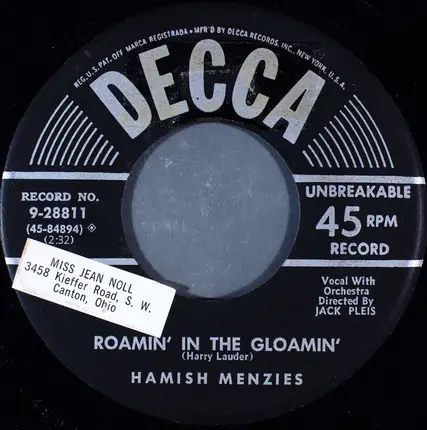 REG. U.S. PAT. OFF. MARCA REGISTRADA • MF'R'D BY DECCA RECORDS, INC., NEW YORK, U.S.A.
DECCA
RECORD NO.
9-28811
(45-84894)
(2:32)
UNBREAKABLE
45 RPM
RECORD
MISS JEAN NOLL
3458 Kieffer Road, S. W.
Canton, Ohio
Vocal With
Orchestra
Directed By
JACK PLEIS
ROAMIN' IN THE GLOAMIN'
(Harry Lauder)
HAMISH MENZIES